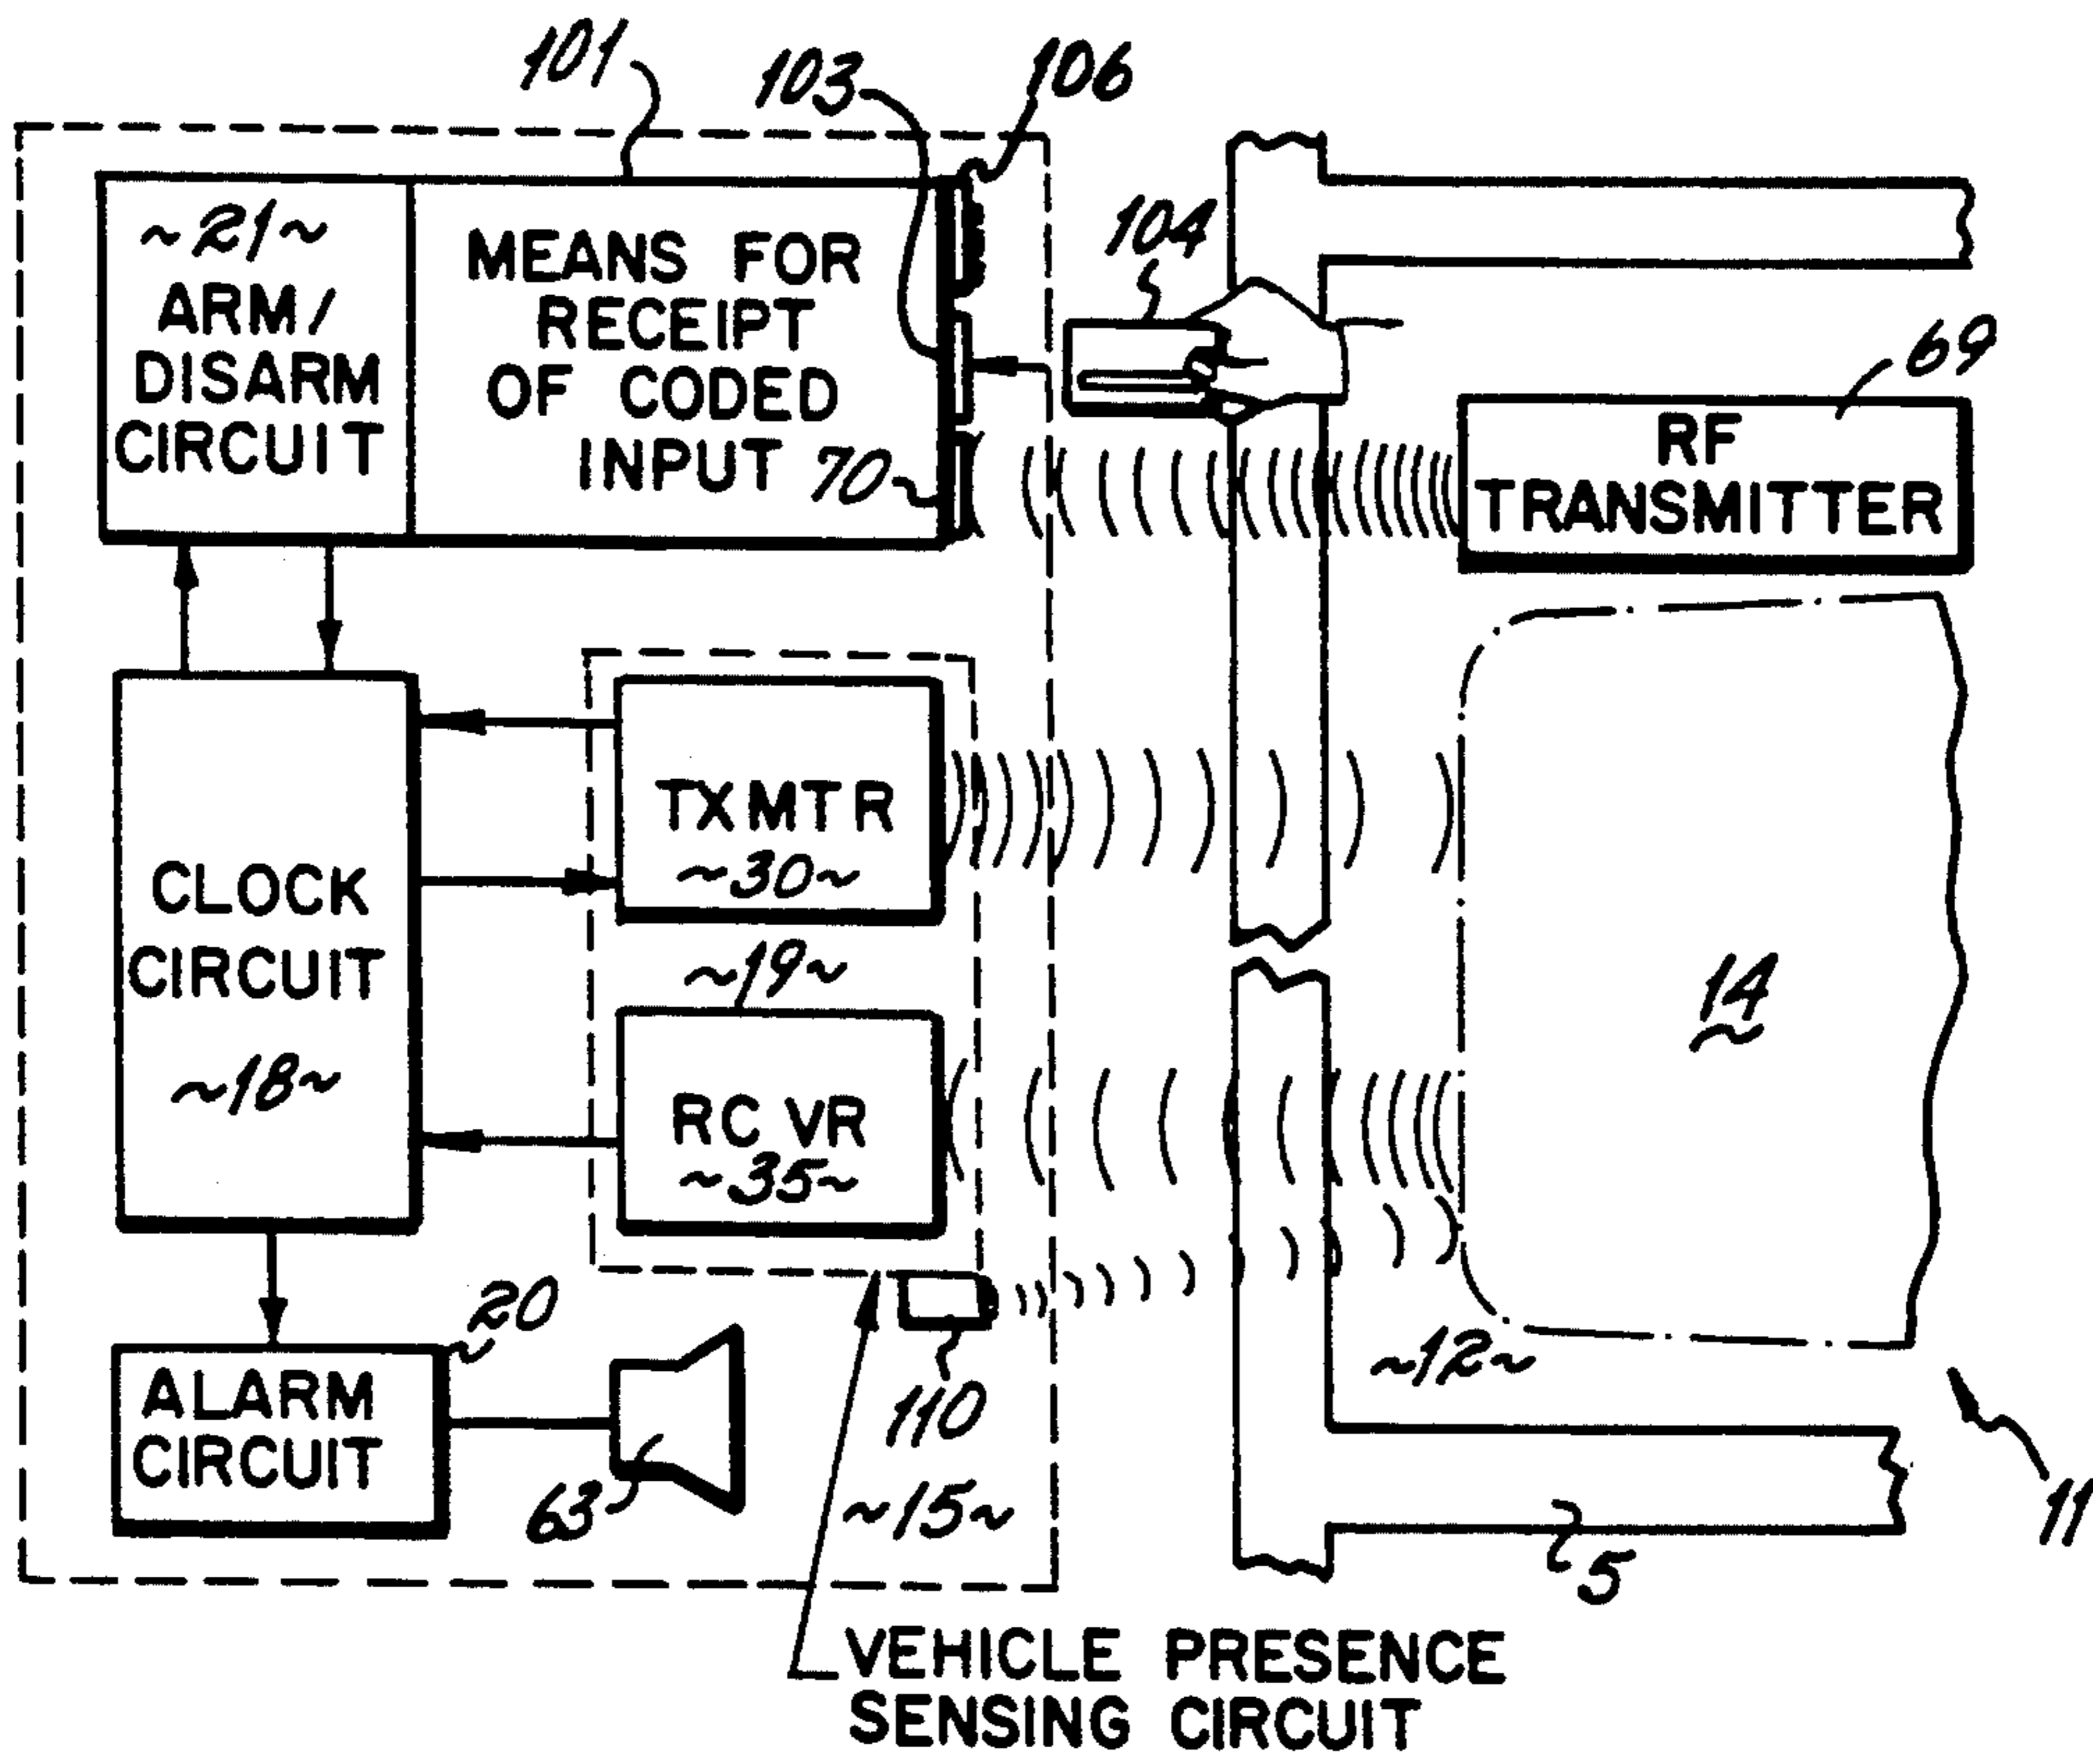 101
103
106
~21~
ARM/
DISARM
CIRCUIT
MEANS FOR
RECEIPT
OF CODED
INPUT
70
104
69
RF
TRANSMITTER
CLOCK
CIRCUIT
~18~
TXMTR
~30~
~19~
RCVR
~35~
14
20
ALARM
CIRCUIT
63
110
~15~
~12~
11
5
VEHICLE PRESENCE
SENSING CIRCUIT